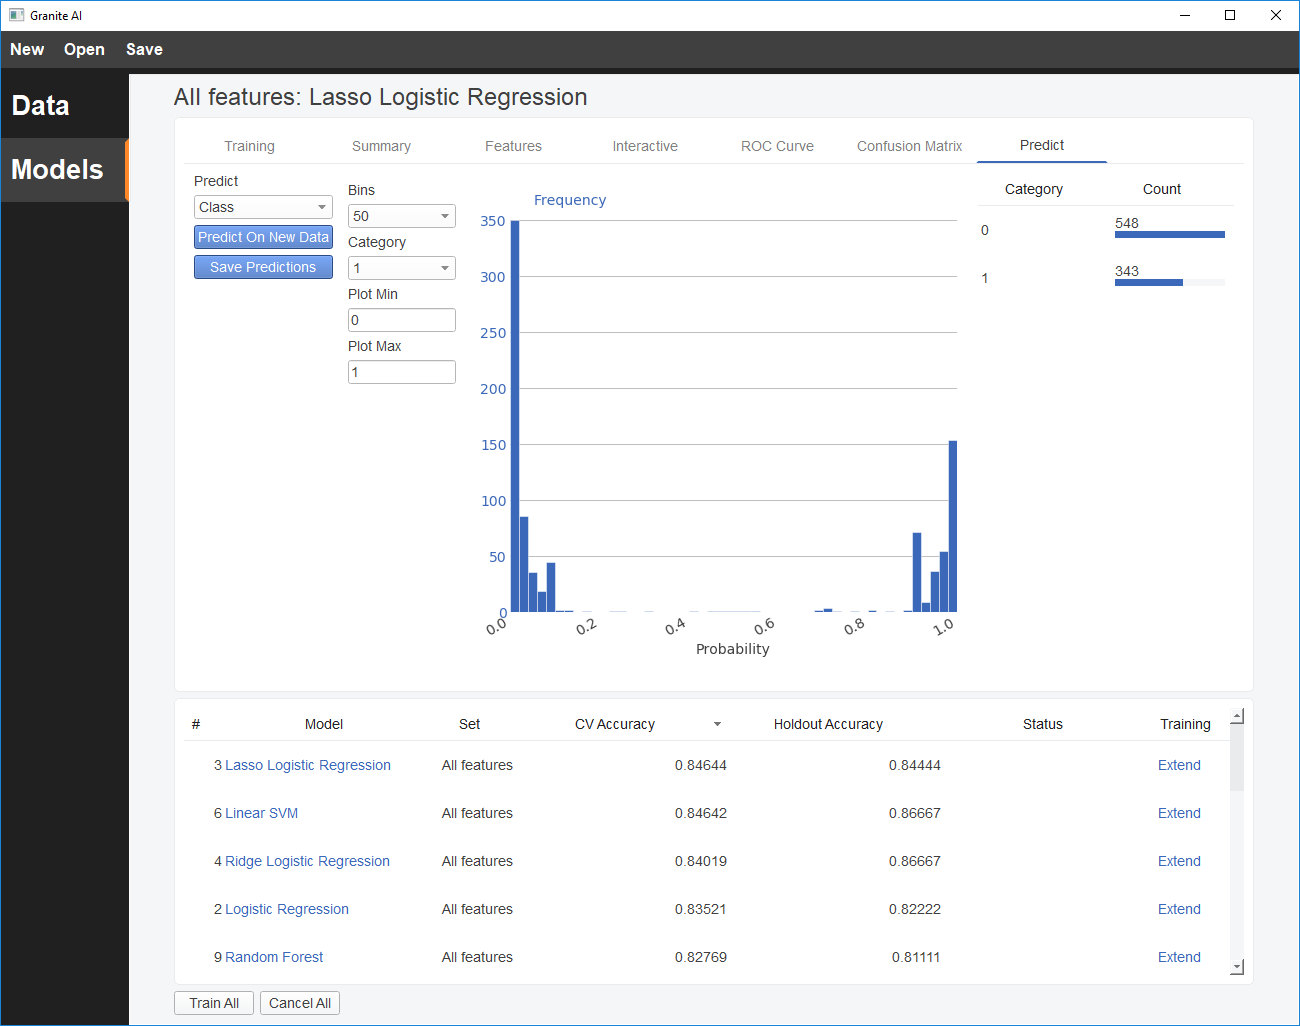 Granite AI
New Open Save
Data
Models
All features: Lasso Logistic Regression
Training Summary Features Interactive ROC Curve Confusion Matrix Predict
Predict
Class
Predict On New Data
Save Predictions
Bins
50
Category
1
Plot Min
0
Plot Max
1
Frequency
350
300
250
200
150
100
50
0
0.0 0.2 0.4 0.6 0.8 1.0
Probability
Category Count
0 548
1 343
# Model Set CV Accuracy Holdout Accuracy Status Training
3 Lasso Logistic Regression All features 0.84644 0.84444 Extend
6 Linear SVM All features 0.84642 0.86667 Extend
4 Ridge Logistic Regression All features 0.84019 0.86667 Extend
2 Logistic Regression All features 0.83521 0.82222 Extend
9 Random Forest All features 0.82769 0.81111 Extend
Train All Cancel All